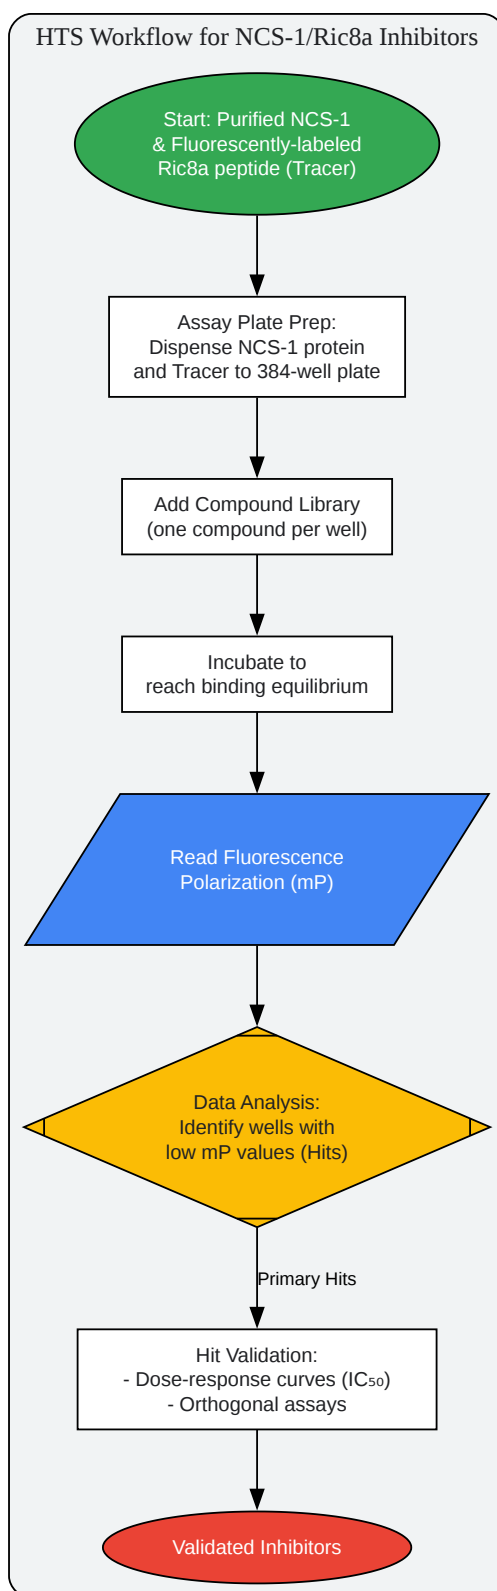 HTS Workflow for NCS-1/Ric8a Inhibitors
Start: Purified NCS-1
& Fluorescently-labeled
Ric8a peptide (Tracer)
Assay Plate Prep:
Dispense NCS-1 protein
and Tracer to 384-well plate
Add Compound Library
(one compound per well)
Incubate to
reach binding equilibrium
Read Fluorescence
Polarization (mP)
Data Analysis:
Identify wells with
low mP values (Hits)
Primary Hits
Hit Validation:
- Dose-response curves (IC₅₀)
- Orthogonal assays
Validated Inhibitors